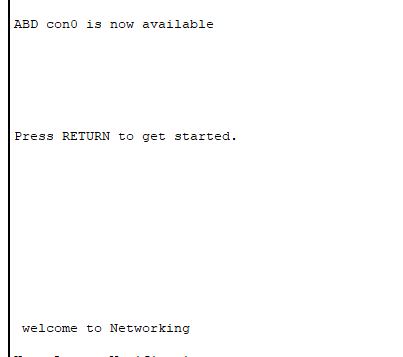 ABD con0 is now available
Press RETURN to get started.
welcome to Networking